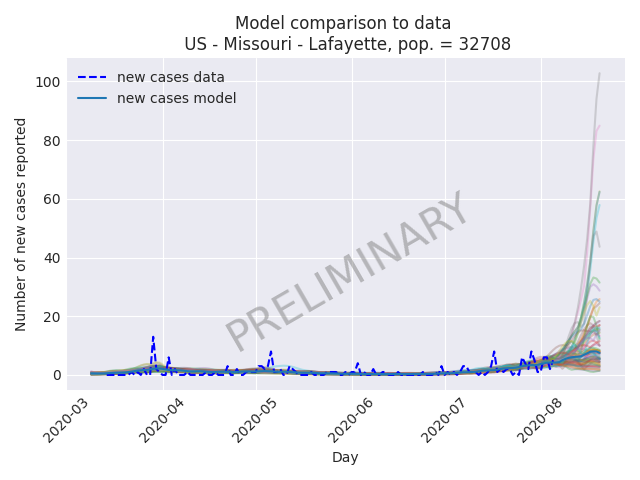 Model comparison to data
US - Missouri - Lafayette, pop. = 32708
new cases data
new cases model
Number of new cases reported
100
80
60
40
20
0
PRELIMINARY
2020-03
2020-04
2020-05
2020-06
2020-07
2020-08
Day